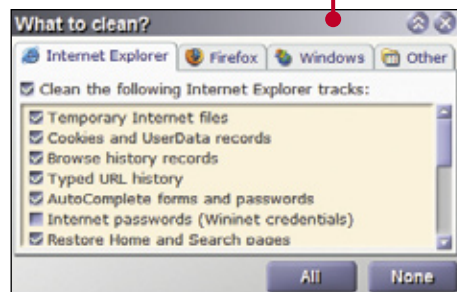 What to clean?
Internet Explorer Firefox Windows Other
Clean the following Internet Explorer tracks:
Temporary Internet files
Cookies and UserData records
Browse history records
Typed URL history
AutoComplete forms and passwords
Internet passwords (Wininet credentials)
Restore Home and Search pages
All None